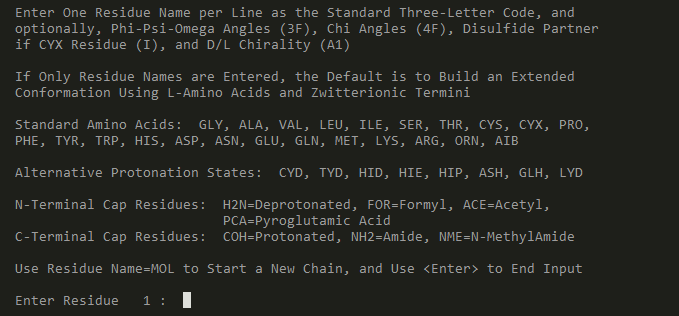 Enter One Residue Name per Line as the Standard Three-Letter Code, and
optionally, Phi-Psi-Omega Angles (3F), Chi Angles (4F), Disulfide Partner
if CYX Residue (I), and D/L Chirality (A1)
If Only Residue Names are Entered, the Default is to Build an Extended
Conformation Using L-Amino Acids and Zwitterionic Termini
Standard Amino Acids:  GLY, ALA, VAL, LEU, ILE, SER, THR, CYS, CYX, PRO,
PHE, TYR, TRP, HIS, ASP, ASN, GLU, GLN, MET, LYS, ARG, ORN, AIB
Alternative Protonation States:  CYD, TYD, HID, HIE, HIP, ASH, GLH, LYD
N-Terminal Cap Residues:  H2N=Deprotonated, FOR=Formyl, ACE=Acetyl,
PCA=Pyroglutamic Acid
C-Terminal Cap Residues:  COH=Protonated, NH2=Amide, NME=N-MethylAmide
Use Residue Name=MOL to Start a New Chain, and Use <Enter> to End Input
Enter Residue   1 :